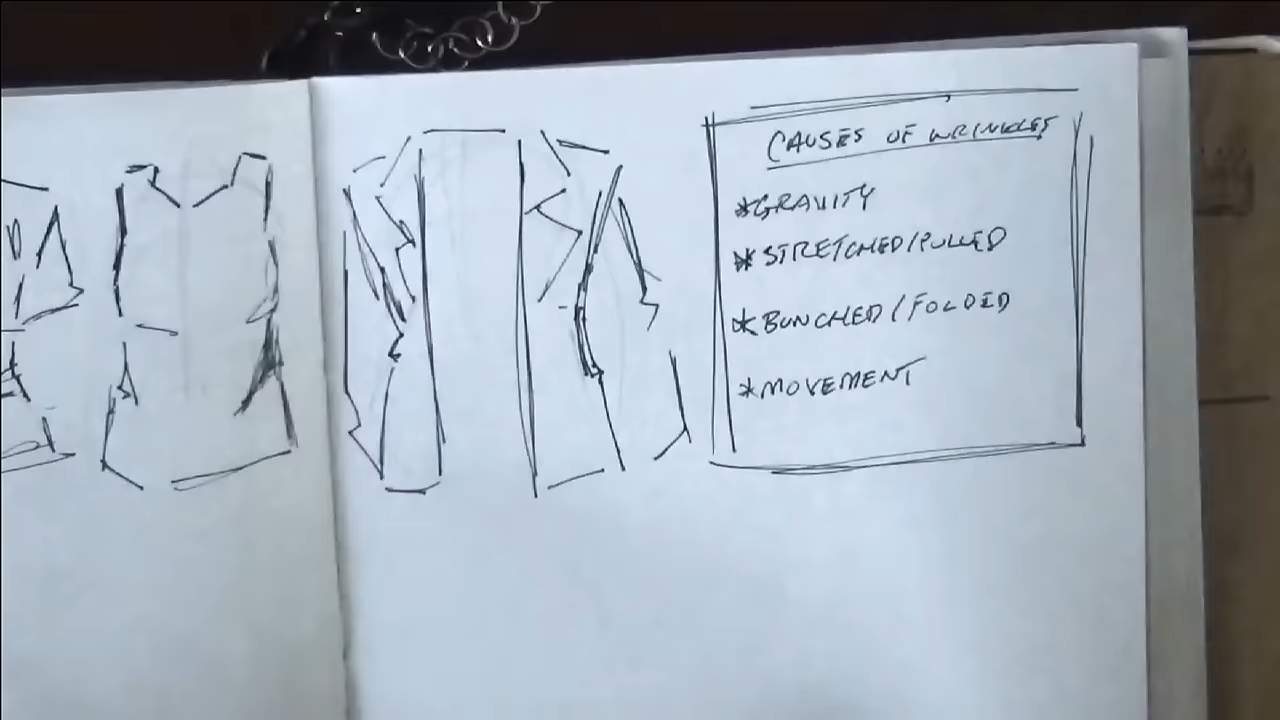 CAUSES OF WRINKLES
*GRAVITY
*STRETCHED/PULLED
*BUNCHED/FOLDED
*MOVEMENT